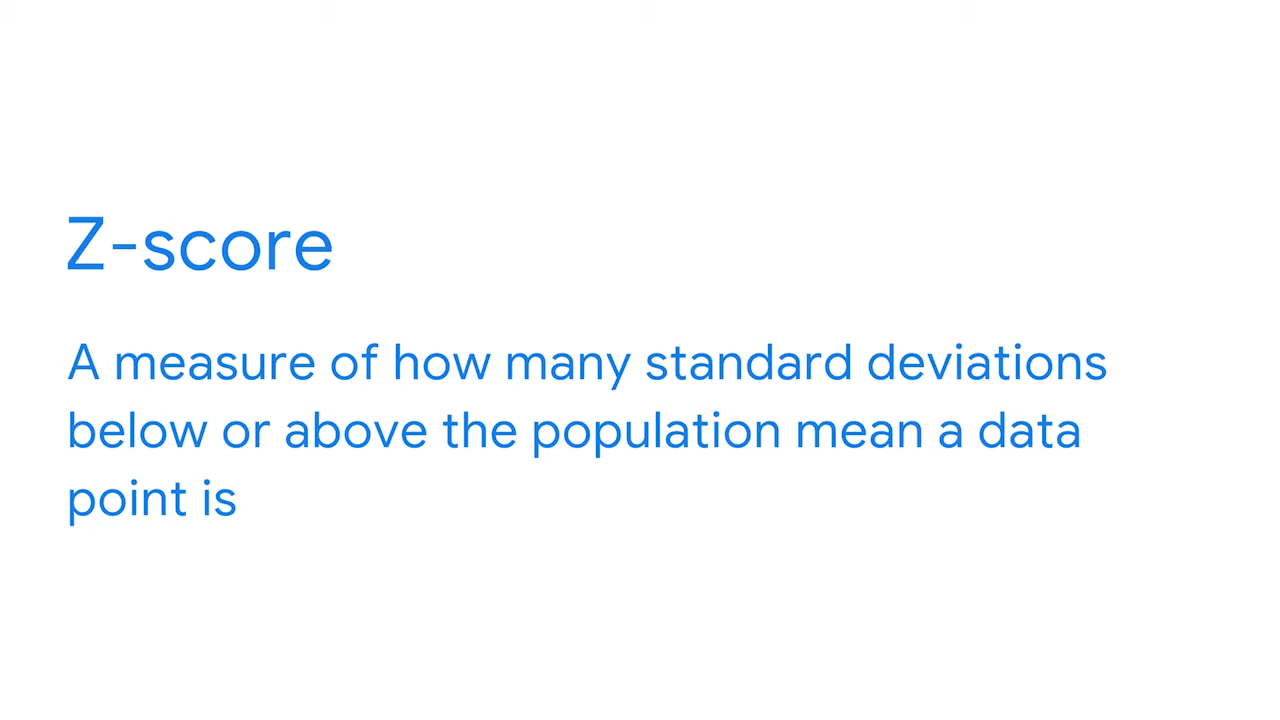 Z-score
A measure of how many standard deviations
below or above the population mean a data
point is